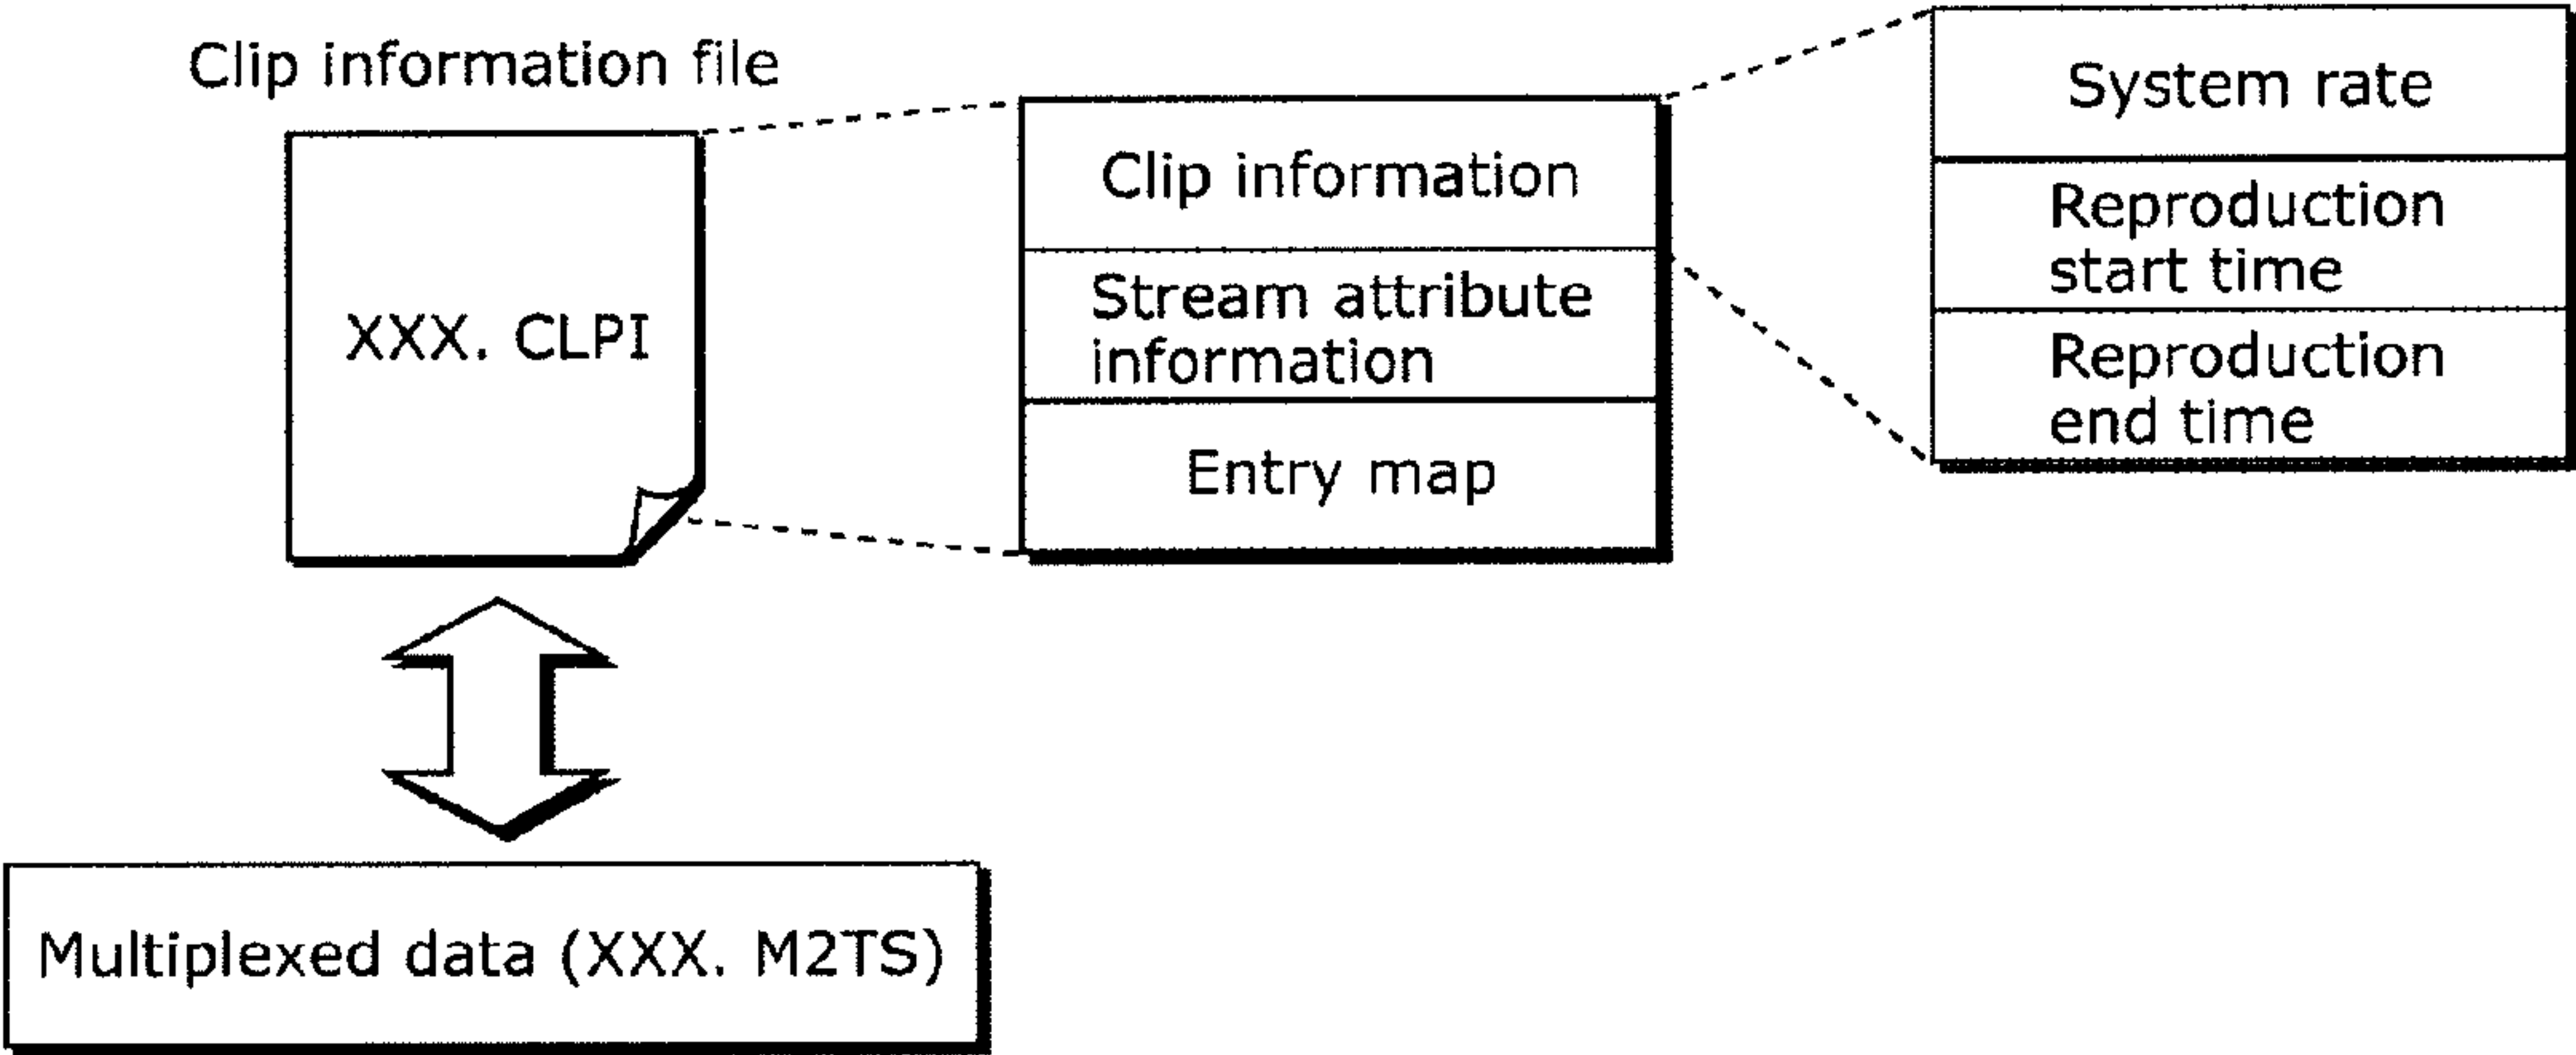 Clip information file
XXX. CLPI
Clip information
Stream attribute
information
Entry map
System rate
Reproduction
start time
Reproduction
end time
Multiplexed data (XXX. M2TS)